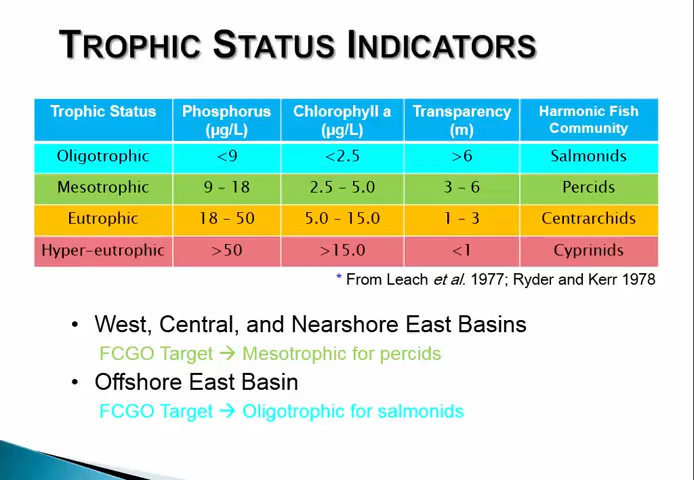 TROPHIC STATUS INDICATORS
Trophic Status Phosphorus (µg/L) Chlorophyll a (µg/L) Transparency (m) Harmonic Fish Community
Oligotrophic <9 <2.5 >6 Salmonids
Mesotrophic 9 – 18 2.5 – 5.0 3 – 6 Percids
Eutrophic 18 – 50 5.0 – 15.0 1 – 3 Centrarchids
Hyper-eutrophic >50 >15.0 <1 Cyprinids
* From Leach et al. 1977; Ryder and Kerr 1978
• West, Central, and Nearshore East Basins
FCGO Target → Mesotrophic for percids
• Offshore East Basin
FCGO Target → Oligotrophic for salmonids